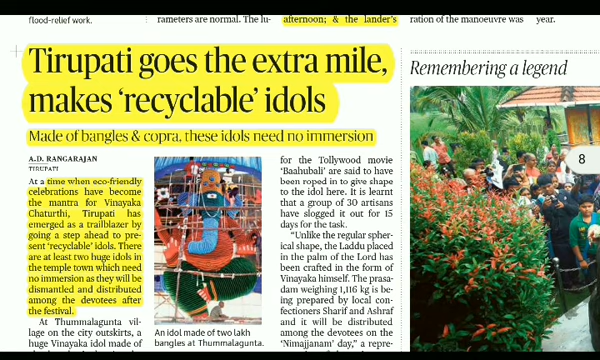 flood-relief work.
rameters are normal. The lu-
afternoon; & the lander's
ration of the manoeuvre was year.
Tirupati goes the extra mile,
makes 'recyclable' idols
Made of bangles & copra, these idols need no immersion
A.D. RANGARAJAN
TIRUPATI
At a time when eco-friendly
celebrations have become
the mantra for Vinayaka
Chaturthi, Tirupati has
emerged as a trailblazer by
going a step ahead to pre-
sent 'recyclable' idols. There
are at least two huge idols in
the temple town which need
no immersion as they will be
dismantled and distributed
among the devotees after
the festival.
At Thummalagunta vil-
lage on the city outskirts, a
huge Vinayaka idol made of
An idol made of two lakh
bangles at Thummalagunta.
for the Tollywood movie
'Baahubali' are said to have
been roped in to give shape
to the idol here. It is learnt
that a group of 30 artisans
have slogged it out for 15
days for the task.
"Unlike the regular spher-
ical shape, the Laddu placed
in the palm of the Lord has
been crafted in the form of
Vinayaka himself. The prasa-
dam weighing 1,116 kg is be-
ing prepared by local con-
fectioners Sharif and Ashraf
and it will be distributed
among the devotees on the
'Nimajjanam' day," a repre-
Remembering a legend
8